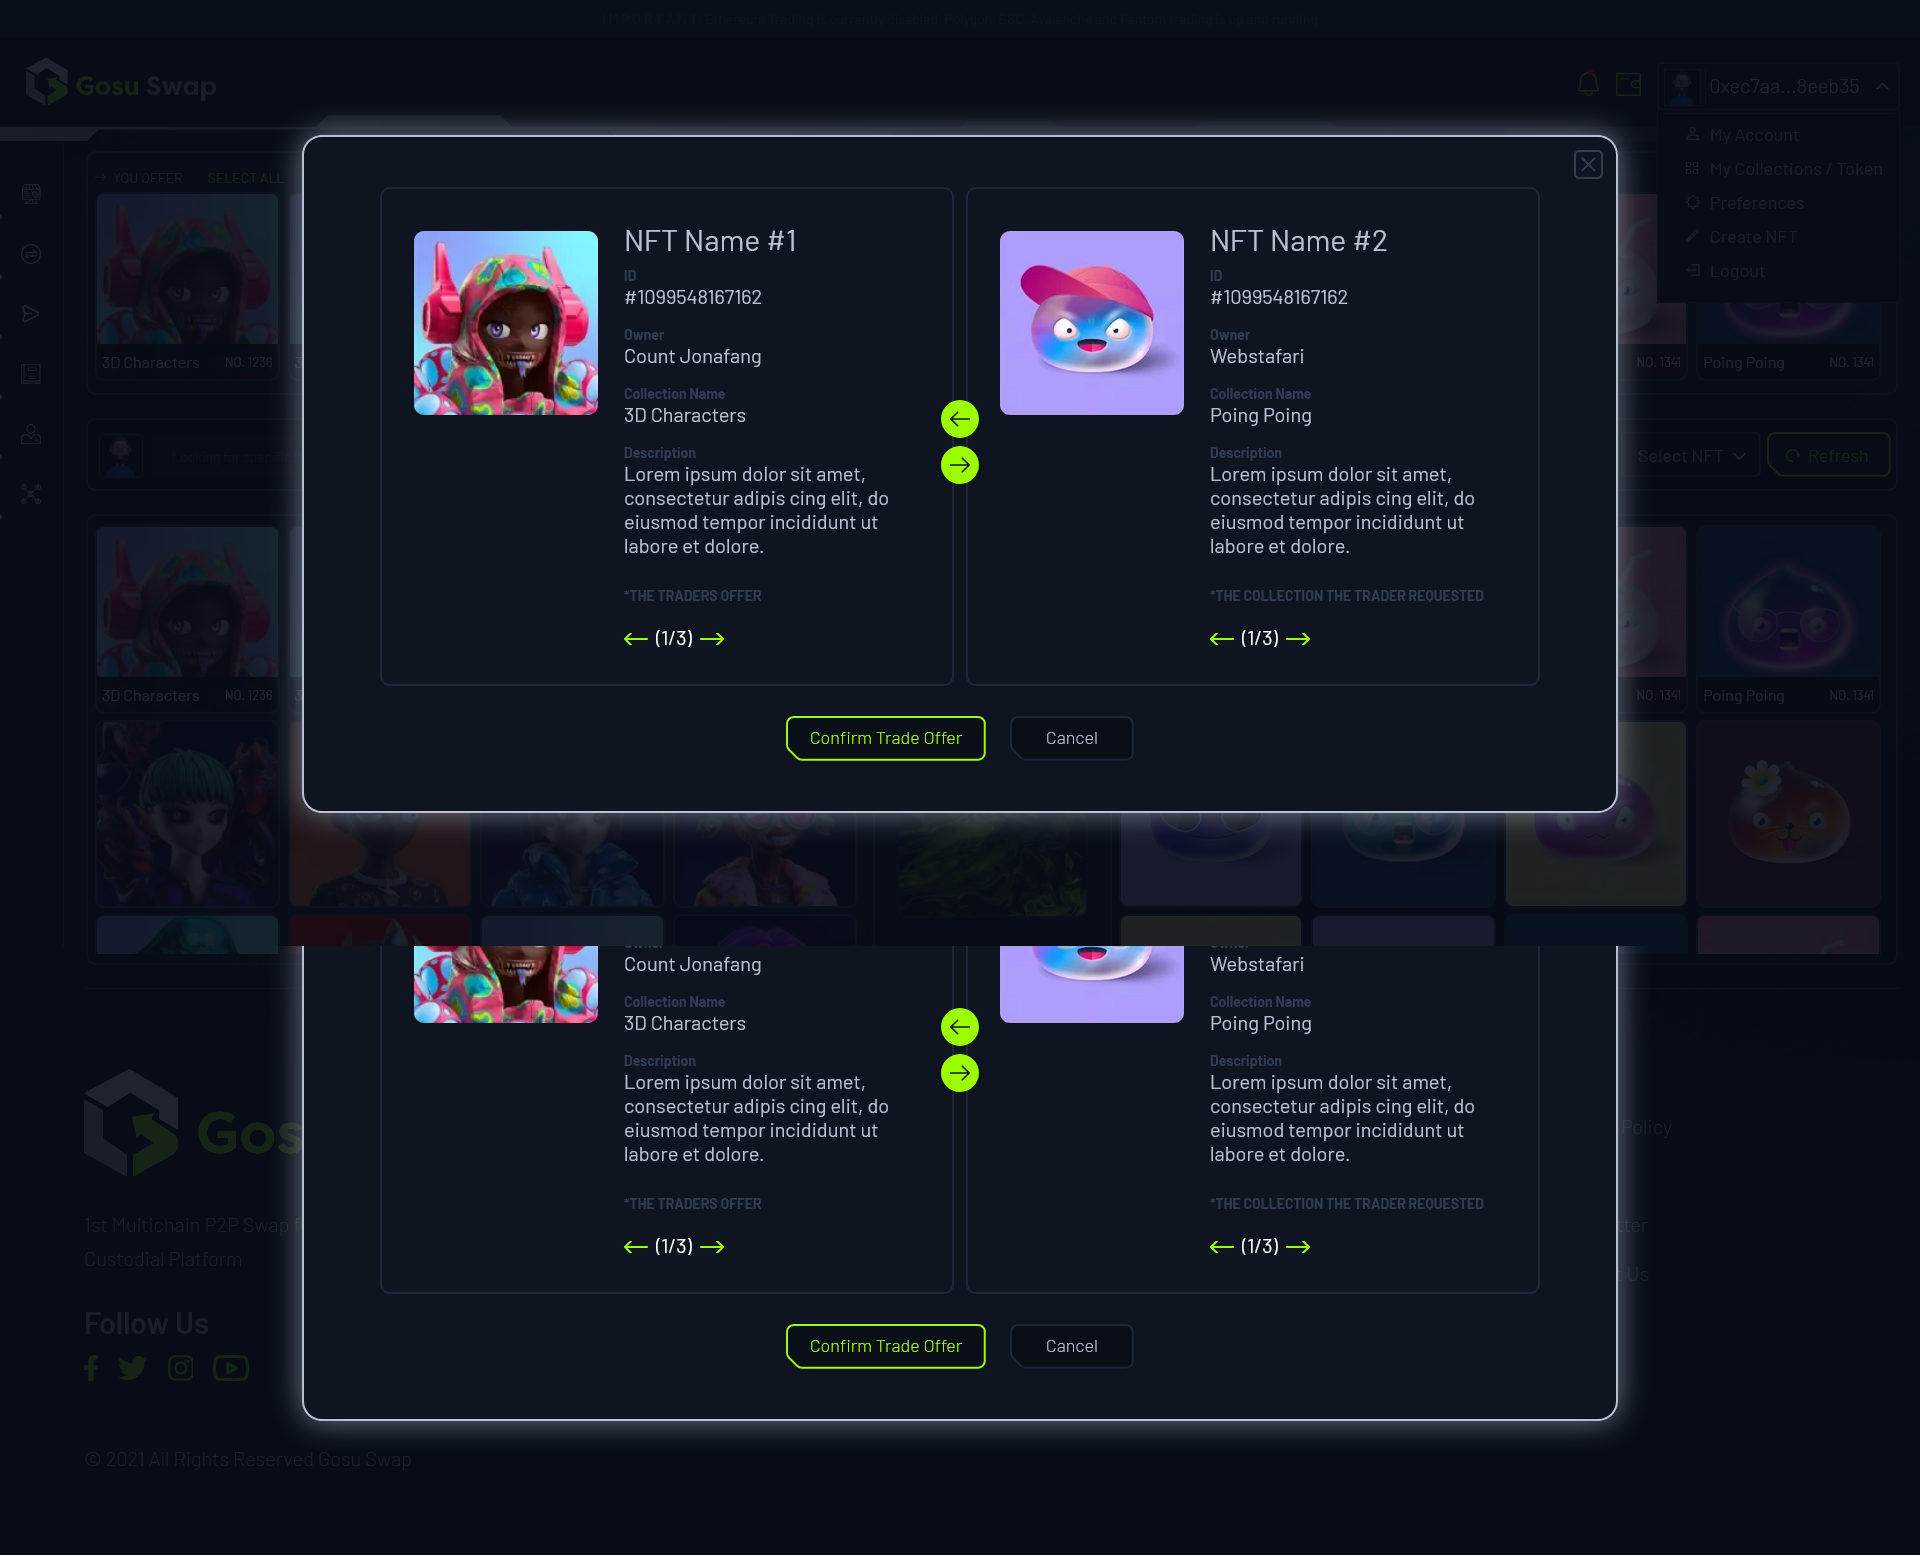 Gosu Swap
0xec7aa...8eeb35
My Account
My Collections / Token
Preferences
Create NFT
Logout
YOU OFFER SELECT ALL
3D Characters NO. 1236
NO. 1341
Poing Poing NO. 1341
Select NFT
Refresh
3D Characters NO. 1236
NO. 1341
Poing Poing NO. 1341
NFT Name #1
ID
#1099548167162
Owner
Count Jonafang
Collection Name
3D Characters
Description
Lorem ipsum dolor sit amet,
consectetur adipis cing elit, do
eiusmod tempor incididunt ut
labore et dolore.
*THE TRADERS OFFER
(1/3)
NFT Name #2
ID
#1099548167162
Owner
Webstafari
Collection Name
Poing Poing
Description
Lorem ipsum dolor sit amet,
consectetur adipis cing elit, do
eiusmod tempor incididunt ut
labore et dolore.
*THE COLLECTION THE TRADER REQUESTED
(1/3)
Confirm Trade Offer
Cancel
Count Jonafang
Collection Name
3D Characters
Description
Lorem ipsum dolor sit amet,
consectetur adipis cing elit, do
eiusmod tempor incididunt ut
labore et dolore.
*THE TRADERS OFFER
(1/3)
Webstafari
Collection Name
Poing Poing
Description
Lorem ipsum dolor sit amet,
consectetur adipis cing elit, do
eiusmod tempor incididunt ut
labore et dolore.
*THE COLLECTION THE TRADER REQUESTED
(1/3)
Confirm Trade Offer
Cancel
Gos
1st Multichain P2P Swap
Custodial Platform
Follow Us
Policy
Us
© 2021 All Rights Reserved Gosu Swap